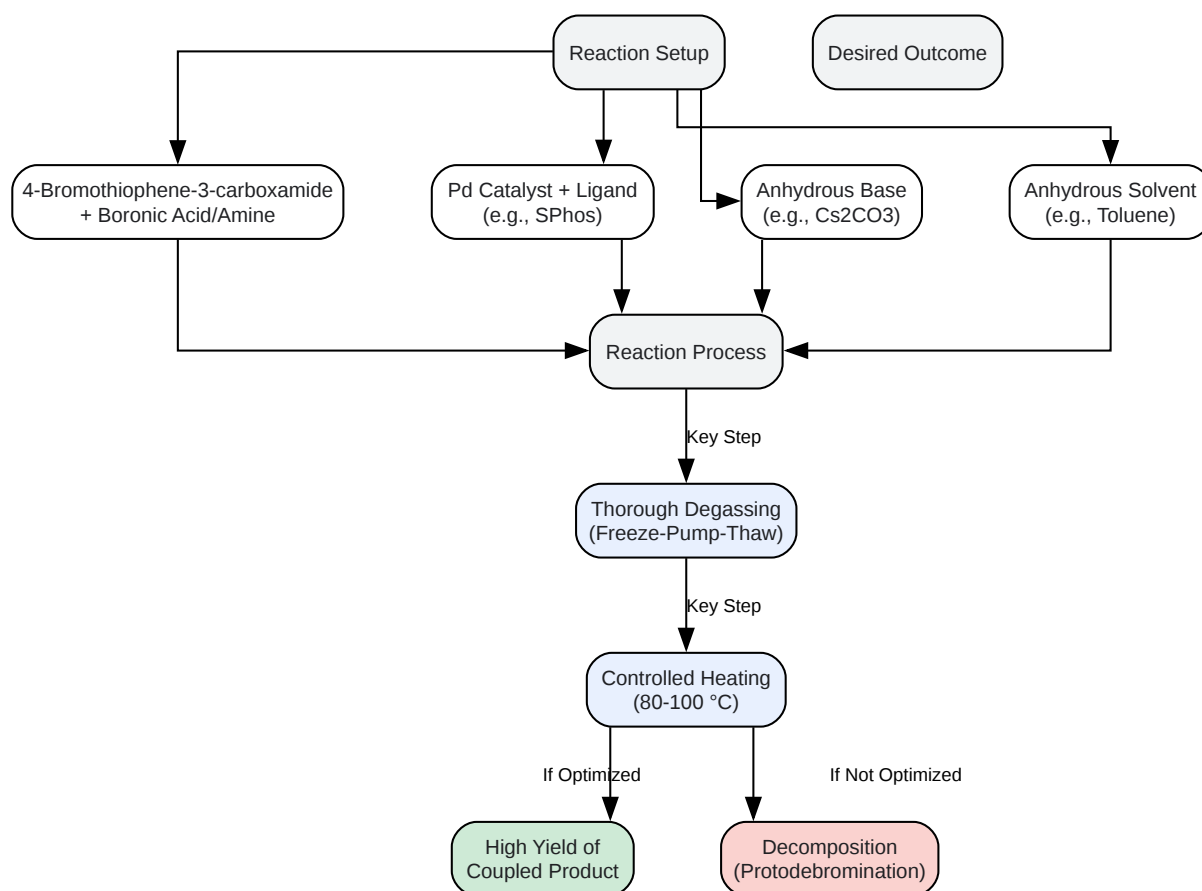 Reaction Setup
Desired Outcome
4-Bromothiophene-3-carboxamide
+ Boronic Acid/Amine
Pd Catalyst + Ligand
(e.g., SPhos)
Anhydrous Base
(e.g., Cs2CO3)
Anhydrous Solvent
(e.g., Toluene)
Reaction Process
Key Step
Thorough Degassing
(Freeze-Pump-Thaw)
Key Step
Controlled Heating
(80-100 °C)
If Optimized
If Not Optimized
High Yield of
Coupled Product
Decomposition
(Protodebromination)